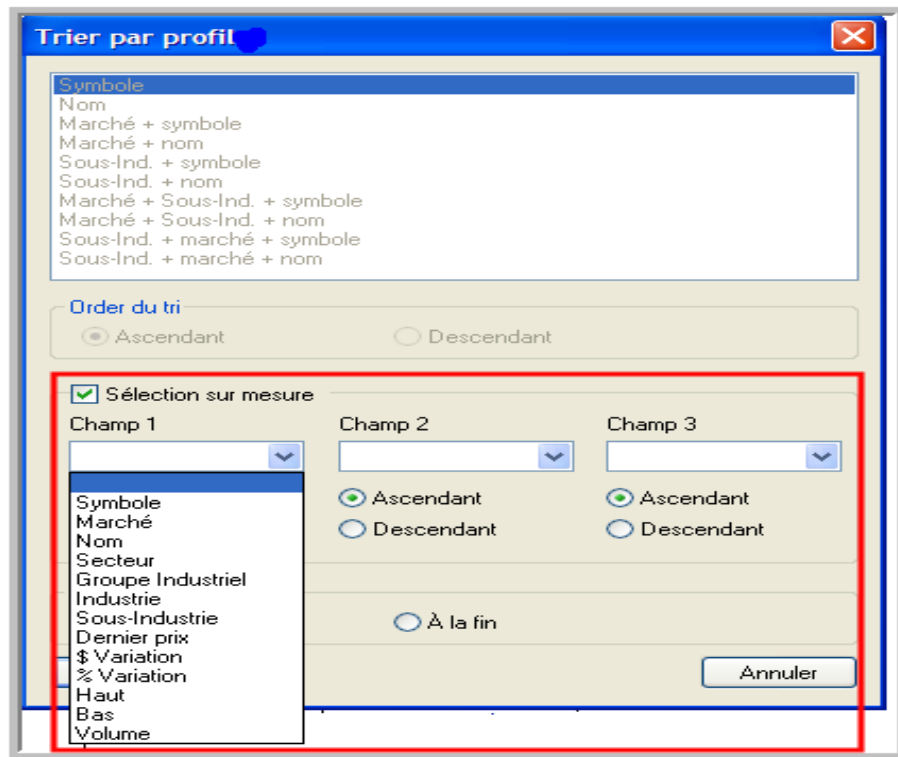 Trier par profil
Symbole
Nom
Marché + symbole
Marché + nom
Sous-Ind. + symbole
Sous-Ind. + nom
Marché + Sous-Ind. + symbole
Marché + Sous-Ind. + nom
Sous-Ind. + marché + symbole
Sous-Ind. + marché + nom
Order du tri
Ascendant Descendant
Sélection sur mesure
Champ 1 Champ 2 Champ 3
Symbole Ascendant Ascendant
Marché
Nom Descendant Descendant
Secteur
Groupe Industriel
Industrie
Sous-Industrie À la fin
Dernier prix
$ Variation
% Variation Annuler
Haut
Bas
Volume